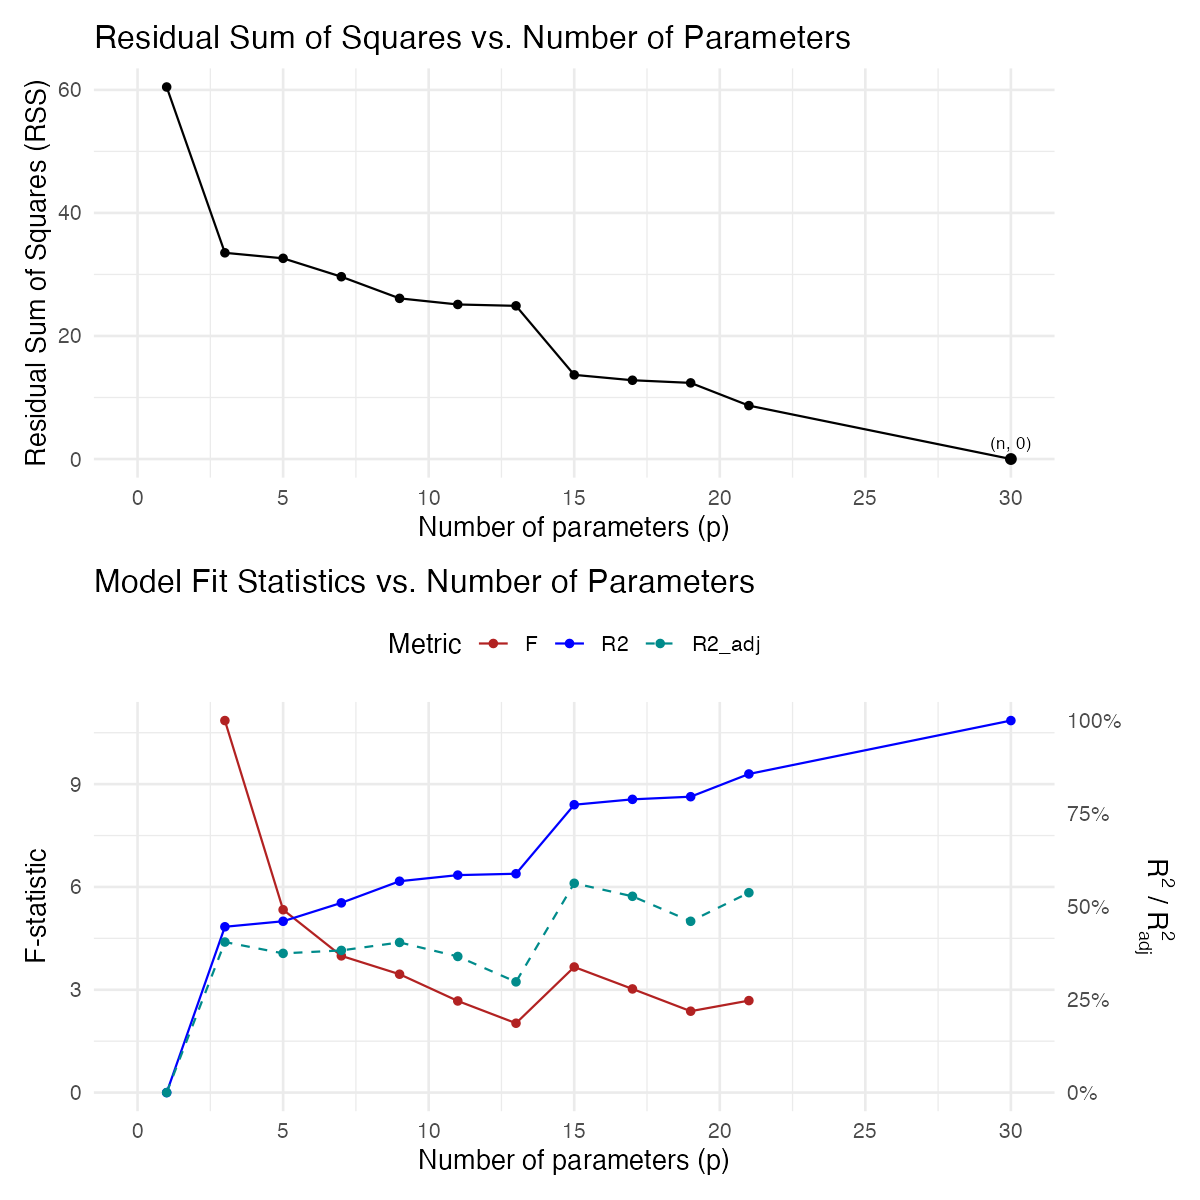 Residual Sum of Squares vs. Number of Parameters
Residual Sum of Squares (RSS)
60
40
20
0
(n, 0)
0 5 10 15 20 25 30
Number of parameters (p)
Model Fit Statistics vs. Number of Parameters
Metric F R2 R2_adj
F-statistic
9
6
3
0
100%
75%
50%
25%
0%
R² / R²adj
0 5 10 15 20 25 30
Number of parameters (p)